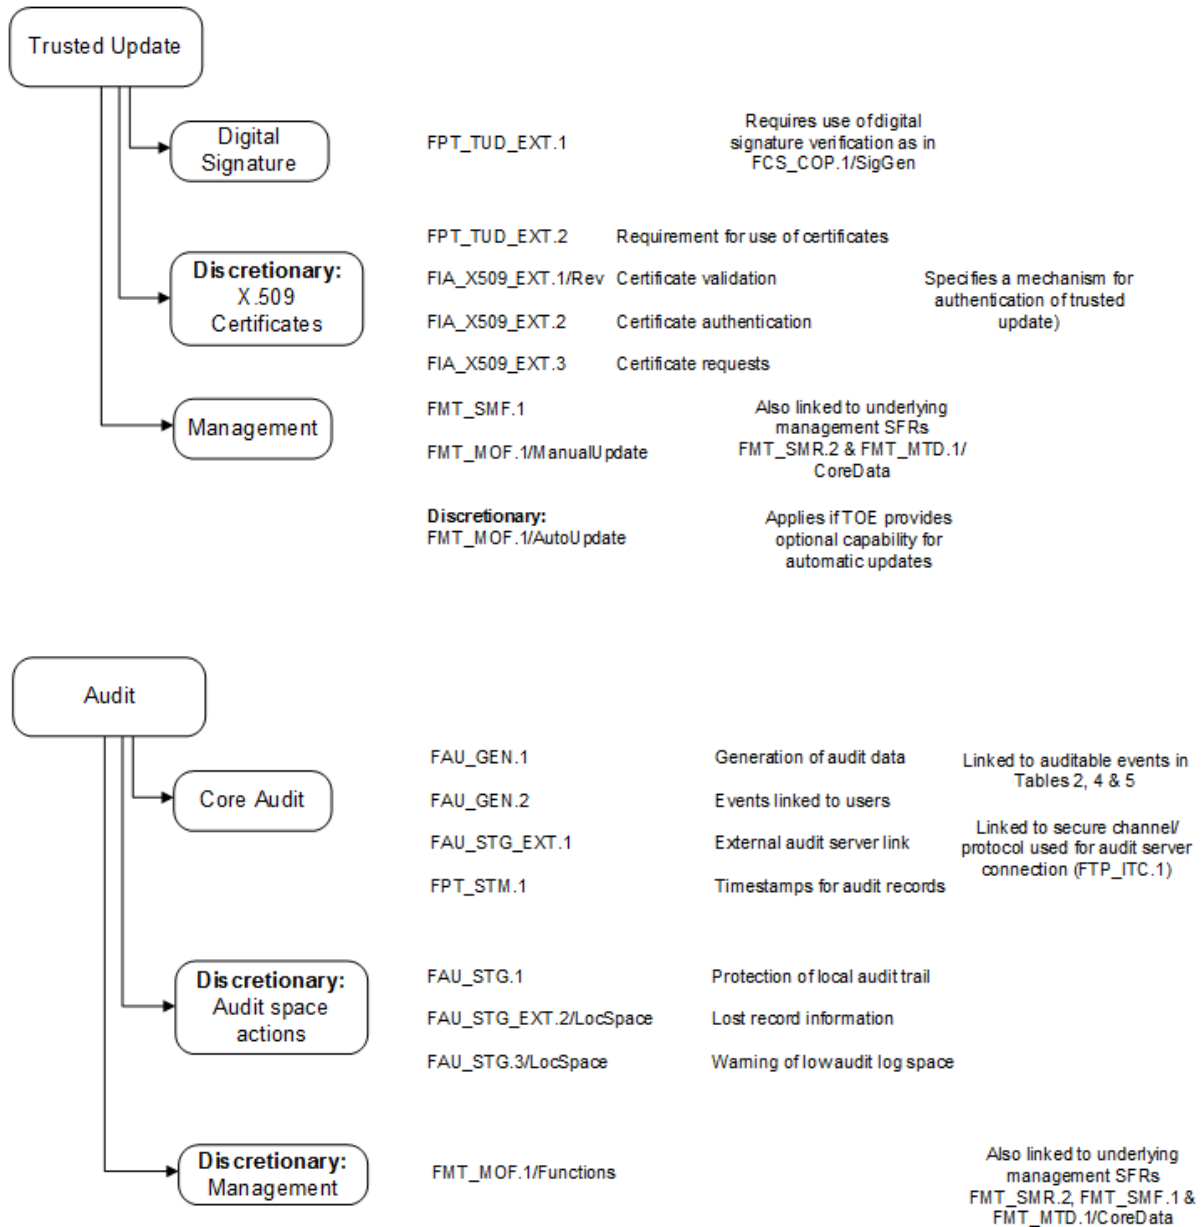 Trusted Update
Digital
Signature
FPT_TUD_EXT.1
Requires use of digital
signature verification as in
FCS_COP.1/SigGen
Discretionary:
X.509
Certificates
FPT_TUD_EXT.2 Requirement for use of certificates
FIA_X509_EXT.1/Rev Certificate validation
FIA_X509_EXT.2 Certificate authentication
FIA_X509_EXT.3 Certificate requests
Specifies a mechanism for
authentication of trusted
update)
Management
FMT_SMF.1
FMT_MOF.1/ManualUpdate
Also linked to underlying
management SFRs
FMT_SMR.2 & FMT_MTD.1/
CoreData
Discretionary:
FMT_MOF.1/AutoUpdate
Applies if TOE provides
optional capability for
automatic updates
Audit
Core Audit
FAU_GEN.1 Generation of audit data
FAU_GEN.2 Events linked to users
Linked to auditable events in
Tables 2, 4 & 5
FAU_STG_EXT.1 External audit server link
FPT_STM.1 Timestamps for audit records
Linked to secure channel/
protocol used for audit server
connection (FTP_ITC.1)
Discretionary:
Audit space
actions
FAU_STG.1 Protection of local audit trail
FAU_STG_EXT.2/LocSpace Lost record information
FAU_STG.3/LocSpace Warning of low audit log space
Discretionary:
Management
FMT_MOF.1/Functions
Also linked to underlying
management SFRs
FMT_SMR.2, FMT_SMF.1 &
FMT_MTD.1/CoreData